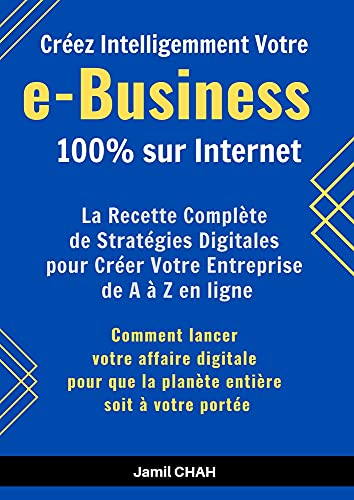 Créez Intelligemment Votre
e-Business
100% sur Internet
La Recette Complète
de Stratégies Digitales
pour Créer Votre Entreprise
de A à Z en ligne
Comment lancer
votre affaire digitale
pour que la planète entière
soit à votre portée
Jamil CHAH